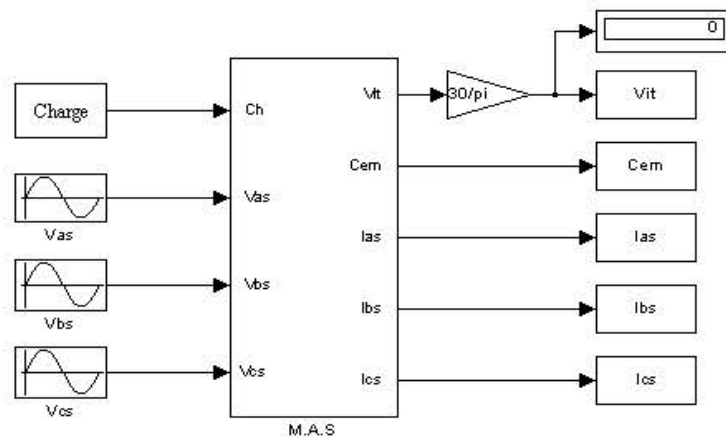 0
Charge
Ch
Vit
30/pi
Vit
Cem
Cem
Vas
Vas
Ias
Ias
Vbs
Vbs
Ibs
Ibs
Vcs
Vcs
Ics
Ics
M.A.S